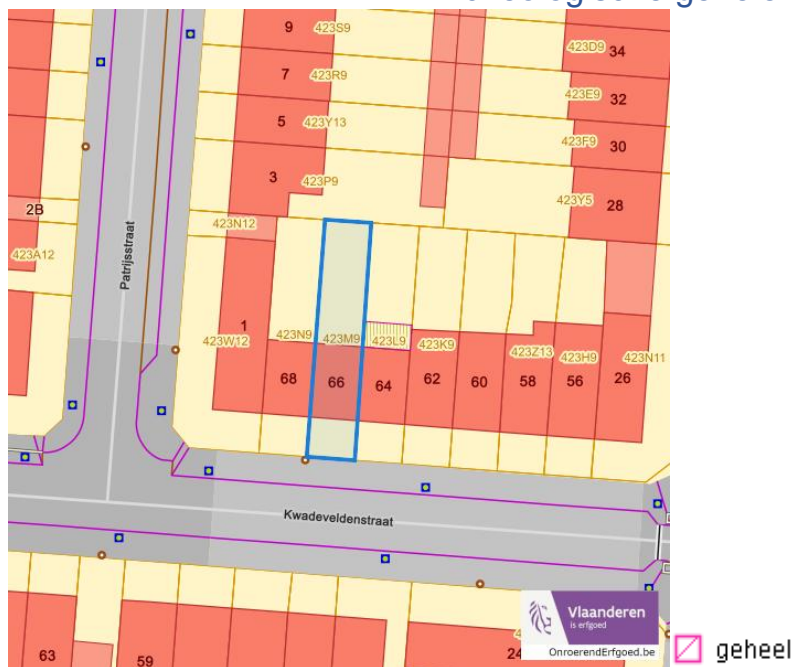 9 423S9
423D9 34
7 423R9
423E9 32
5 423Y13
423F9 30
3 423P9
423Y5 28
2B
423N12
423A12
Patrijsstraat
1
423W12 423N9 423M9 423L9 423K9
423Z13 423H9 423N11
68 66 64 62 60 58 56 26
Kwadeveldenstraat
63 59 24
Vlaanderen
is erfgoed
OnroerendErfgoed.be
geheel